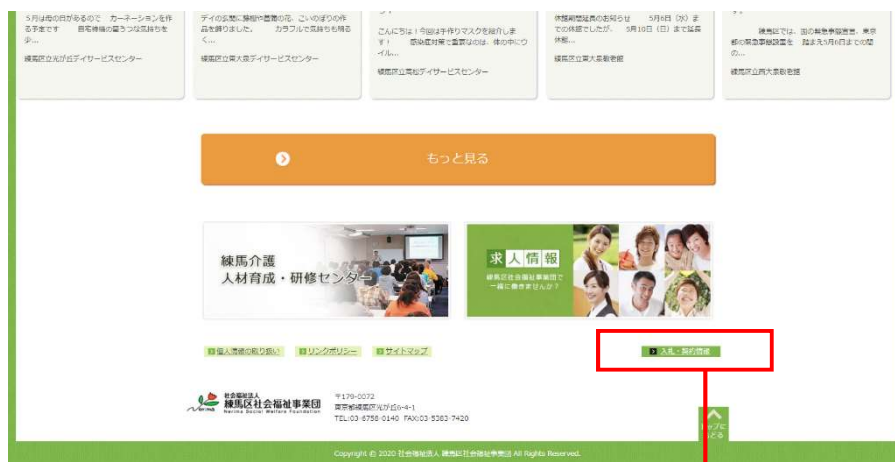 5月は母の日があるので　カーネーションを作
る予定です　自宅待機の曇うつな気持ちを
少...
練馬区立光が丘デイサービスセンター
デイの玄関に藤棚や菖蒲の花、こいのぼりの作
品を飾りました。　カラフルで気持ちも明る
く...
練馬区立東大泉デイサービスセンター
こんにちは！今回は手作りマスクを紹介しま
す！　感染症対策で重要なのは、体の中にウ
イル...
練馬区立高松デイサービスセンター
休館期間延長のお知らせ　5月6日（水）ま
での休館でしたが、　5月10日（日）まで延長
休館...
練馬区立東大泉敬老館
練馬区では、国の緊急事態宣言、東京
都の緊急事態措置を　踏まえ5月6日までの間
の...
練馬区立西大泉敬老館
もっと見る
練馬介護
人材育成・研修センター
求人情報
練馬区社会福祉事業団で
一緒に働きませんか？
個人情報の取り扱い　リンクポリシー　サイトマップ
入札・契約情報
社会福祉法人
練馬区社会福祉事業団
Nerima Social Welfare Foundation
〒179-0072
東京都練馬区光が丘6-4-1
TEL:03-6758-0140 FAX:03-5383-7420
トップに
もどる
Copyright © 2020 社会福祉法人 練馬区社会福祉事業団 All Rights Reserved.